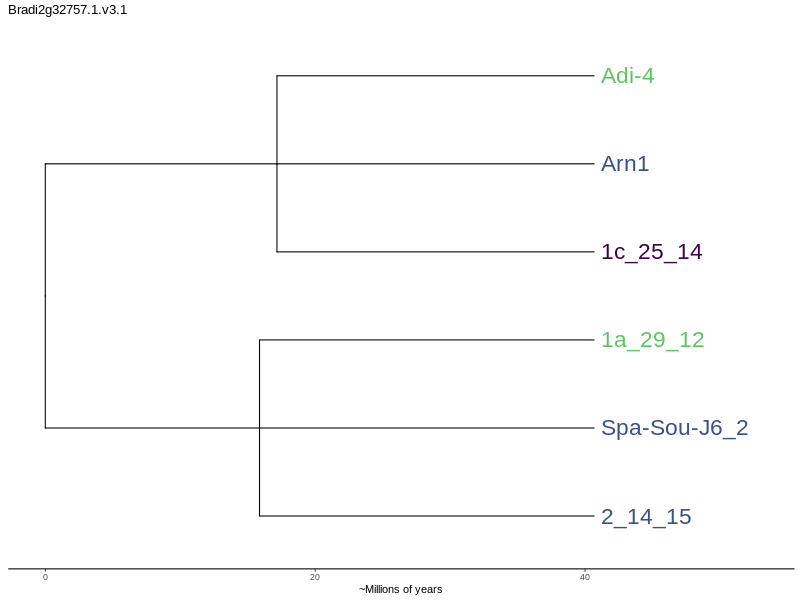 Bradi2g32757.1.v3.1
Adi-4
Arn1
1c_25_14
1a_29_12
Spa-Sou-J6_2
2_14_15
0 20 40
~Millions of years